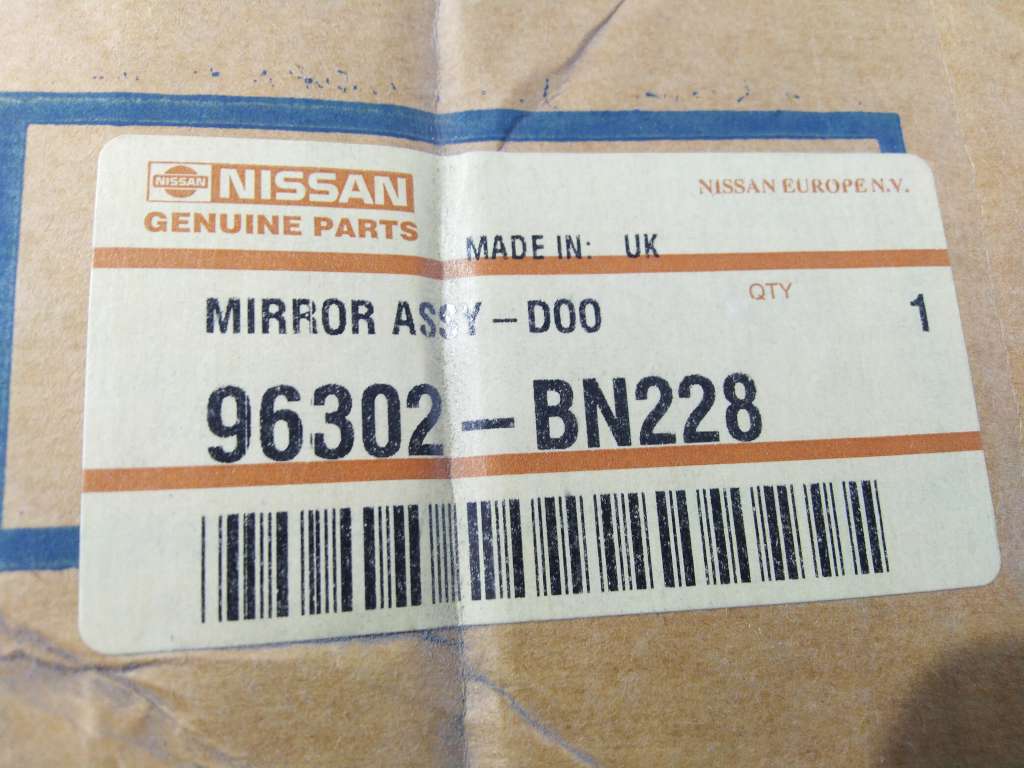 NISSAN NISSAN
NISSAN EUROPE N.V.
GENUINE PARTS
MADE IN: UK
MIRROR ASSY-DOO
QTY
1
96302-BN228